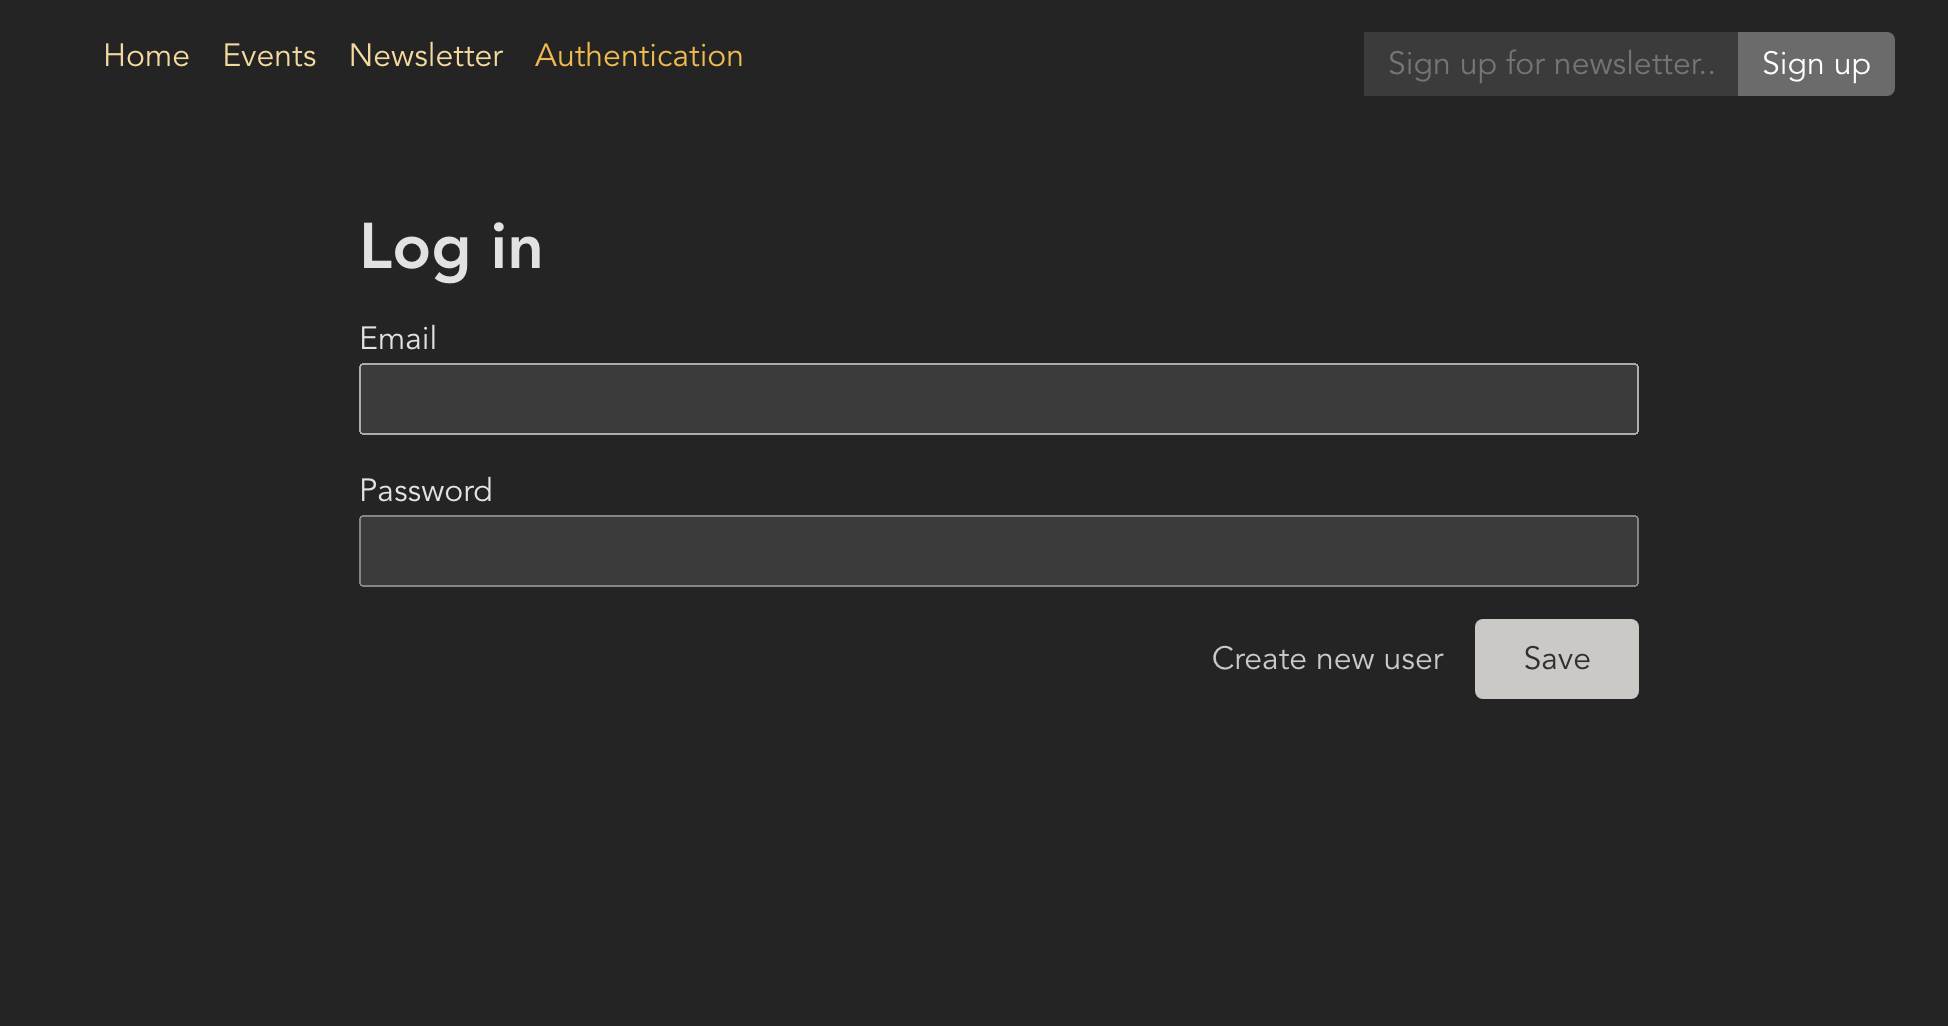 Home Events Newsletter Authentication
Sign up for newsletter.. Sign up
Log in
Email
Password
Create new user Save